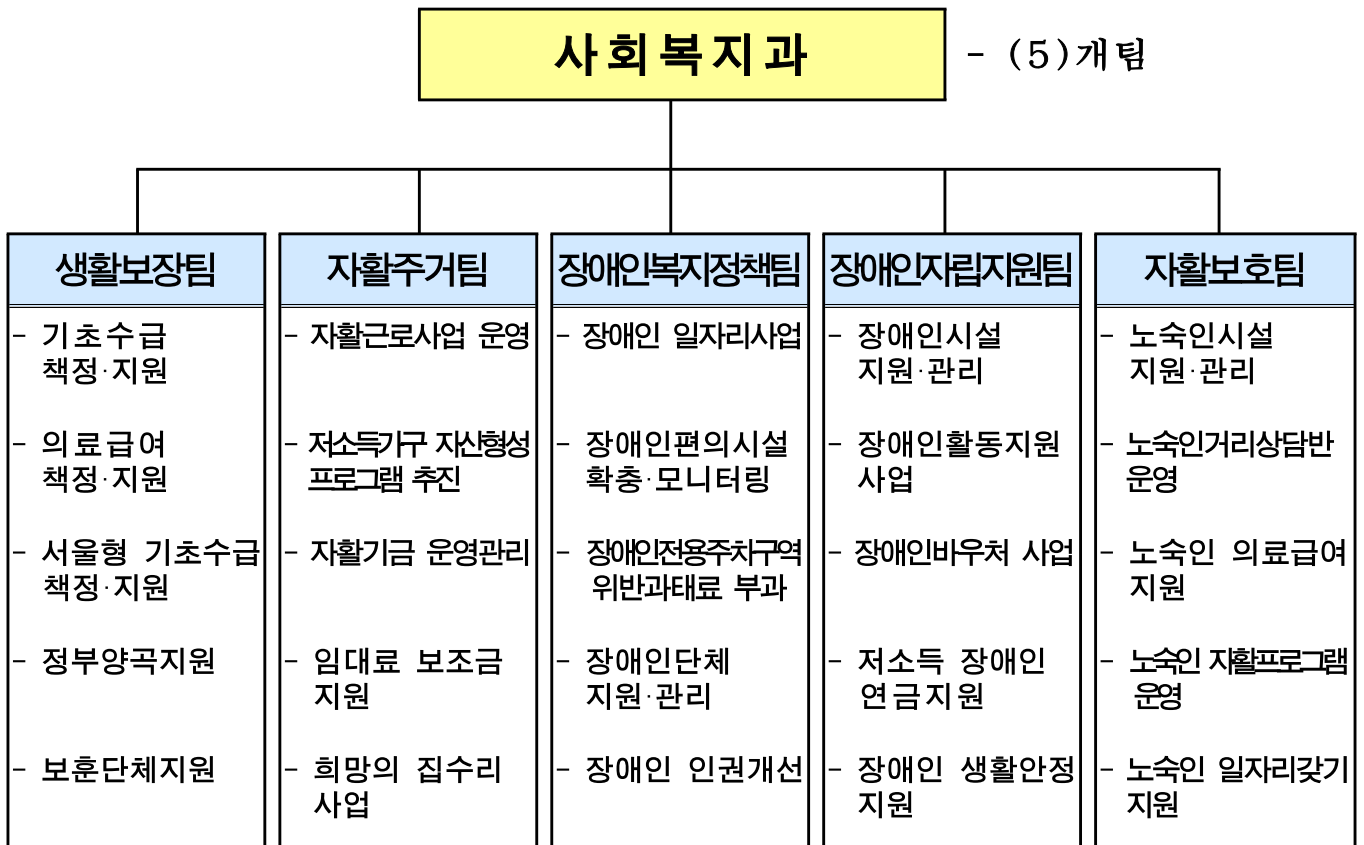 사회복지과
- (5)개팀
생활보장팀
- 기초수급
책정·지원
- 의료급여
책정·지원
- 서울형 기초수급
책정·지원
- 정부양곡지원
- 보훈단체지원
자활주거팀
- 자활근로사업 운영
- 저소득가구 자산형성
프로그램 추진
- 자활기금 운영관리
- 임대료 보조금
지원
- 희망의 집수리
사업
장애인복지정책팀
- 장애인 일자리사업
- 장애인편의시설
확충·모니터링
- 장애인전용주차구역
위반과태료 부과
- 장애인단체
지원·관리
- 장애인 인권개선
장애인자립지원팀
- 장애인시설
지원·관리
- 장애인활동지원
사업
- 장애인바우처 사업
- 저소득 장애인
연금지원
- 장애인 생활안정
지원
자활보호팀
- 노숙인시설
지원·관리
- 노숙인거리상담반
운영
- 노숙인 의료급여
지원
- 노숙인 자활프로그램
운영
- 노숙인 일자리갖기
지원